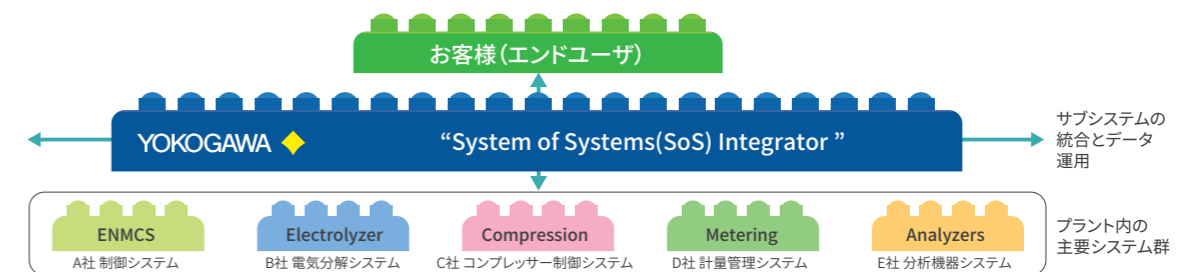 お客様（エンドユーザ）
YOKOGAWA
“System of Systems(SoS) Integrator ”
サブシステムの
統合とデータ
運用
ENMCS
Electrolyzer
Compression
Metering
Analyzers
A社 制御システム
B社 電気分解システム
C社 コンプレッサー制御システム
D社 計量管理システム
E社 分析機器システム
プラント内の
主要システム群